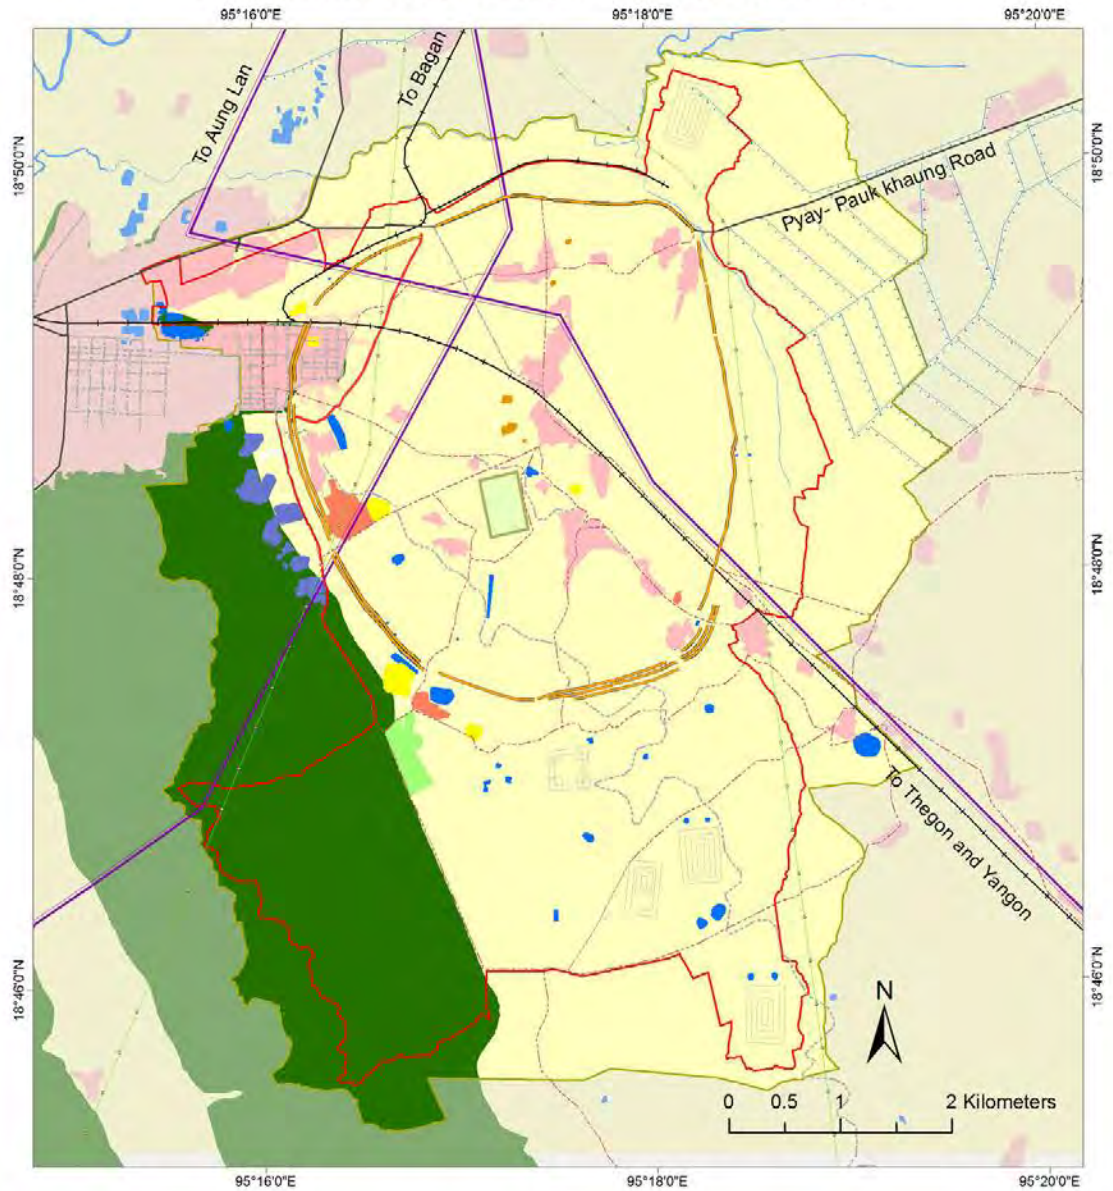 95°16'0"E
95°18'0"E
95°20'0"E
To Aung Lan
To Bagan
18°50'0"N
18°50'0"N
Pyay- Pauk khaung Road
18°48'0"N
18°48'0"N
To Thegon and Yangon
18°46'0"N
18°46'0"N
N
0 0.5 1 2 Kilometers
95°16'0"E
95°18'0"E
95°20'0"E